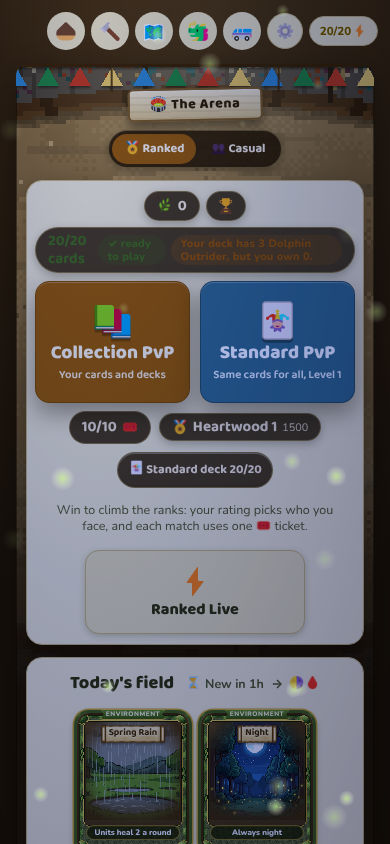 20/20
The Arena
Ranked
Casual
0
20/20 cards
✓ ready to play
Your deck has 3 Dolphin
Outrider, but you own 0.
Collection PvP
Your cards and decks
Standard PvP
Same cards for all, Level 1
10/10
Heartwood 1 1500
Standard deck 20/20
Win to climb the ranks: your rating picks who you
face, and each match uses one ticket.
Ranked Live
Today's field
New in 1h →
ENVIRONMENT
Spring Rain
Units heal 2 a round
ENVIRONMENT
Night
Always night